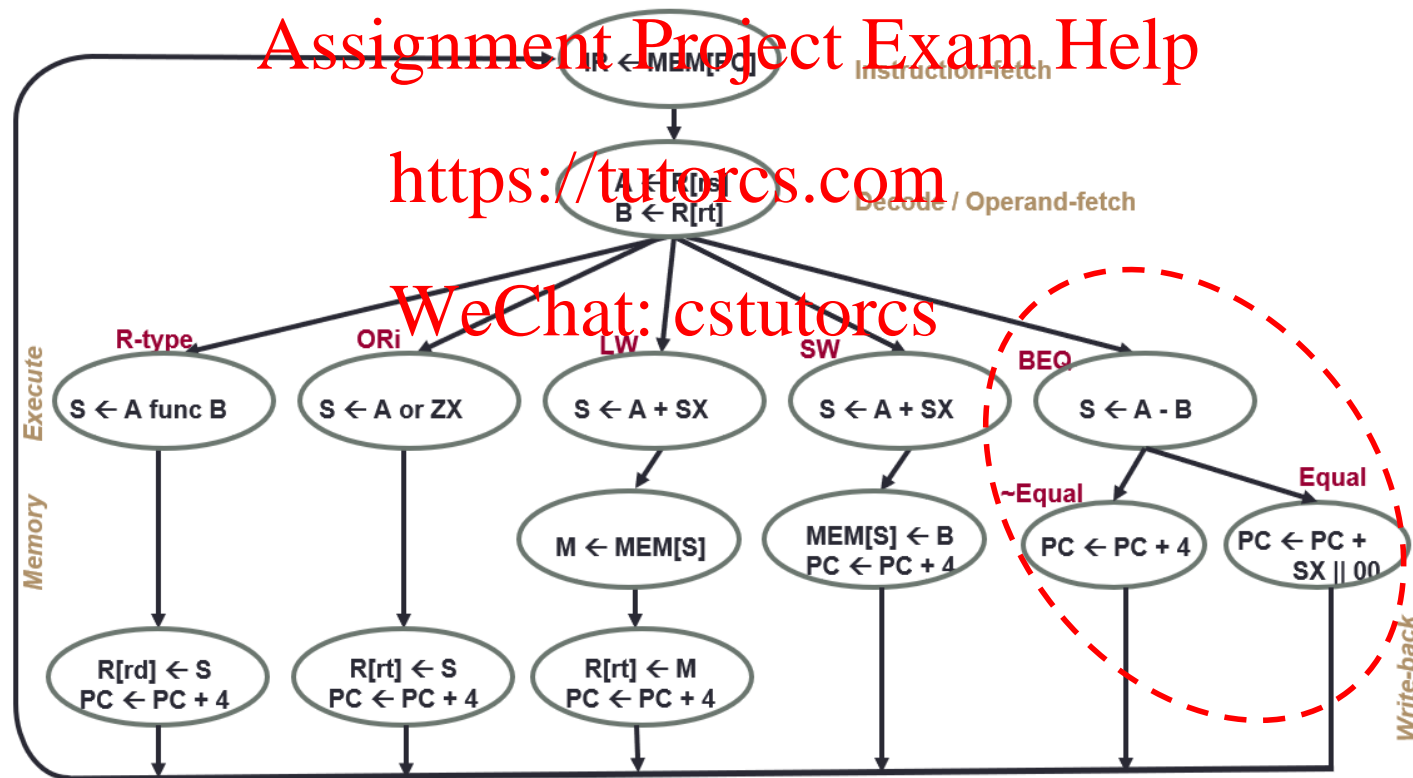 Assignment Project Exam Help
IR ← MEM[PC]
Instruction-fetch
https://tutorcs.com
A ← R[rs]
B ← R[rt]
Decode / Operand-fetch
WeChat: cstutorcs
R-type
ORi
LW
SW
BEQ
Execute
S ← A func B
S ← A or ZX
S ← A + SX
S ← A + SX
S ← A - B
~Equal
Equal
Memory
M ← MEM[S]
MEM[S] ← B
PC ← PC + 4
PC ← PC + 4
PC ← PC +
SX || 00
R[rd] ← S
PC ← PC + 4
R[rt] ← S
PC ← PC + 4
R[rt] ← M
PC ← PC + 4
Write-back